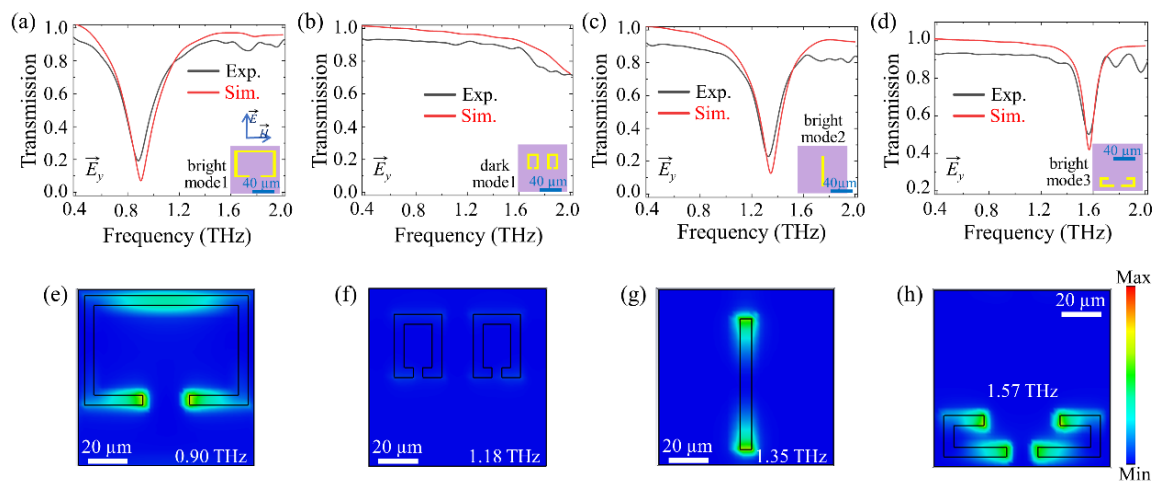 (a)
1.0
0.8
0.6
0.4
0.2
0.0
Transmission
Exp.
Sim.
E
H
E_y
bright
mode1
40 µm
0.4 0.8 1.2 1.6 2.0
Frequency (THz)
(b)
1.0
0.8
0.6
0.4
0.2
0.0
Transmission
Exp.
Sim.
E_y
dark
mode1
40 µm
0.4 0.8 1.2 1.6 2.0
Frequency (THz)
(c)
1.0
0.8
0.6
0.4
0.2
0.0
Transmission
Exp.
Sim.
E_y
bright
mode2
40 µm
0.4 0.8 1.2 1.6 2.0
Frequency (THz)
(d)
1.0
0.8
0.6
0.4
0.2
Transmission
Exp.
Sim.
E_y
bright
mode3
40 µm
0.4 0.8 1.2 1.6 2.0
Frequency (THz)
(e)
20 µm
0.90 THz
(f)
20 µm
1.18 THz
(g)
20 µm
1.35 THz
(h)
20 µm
1.57 THz
Max
Min